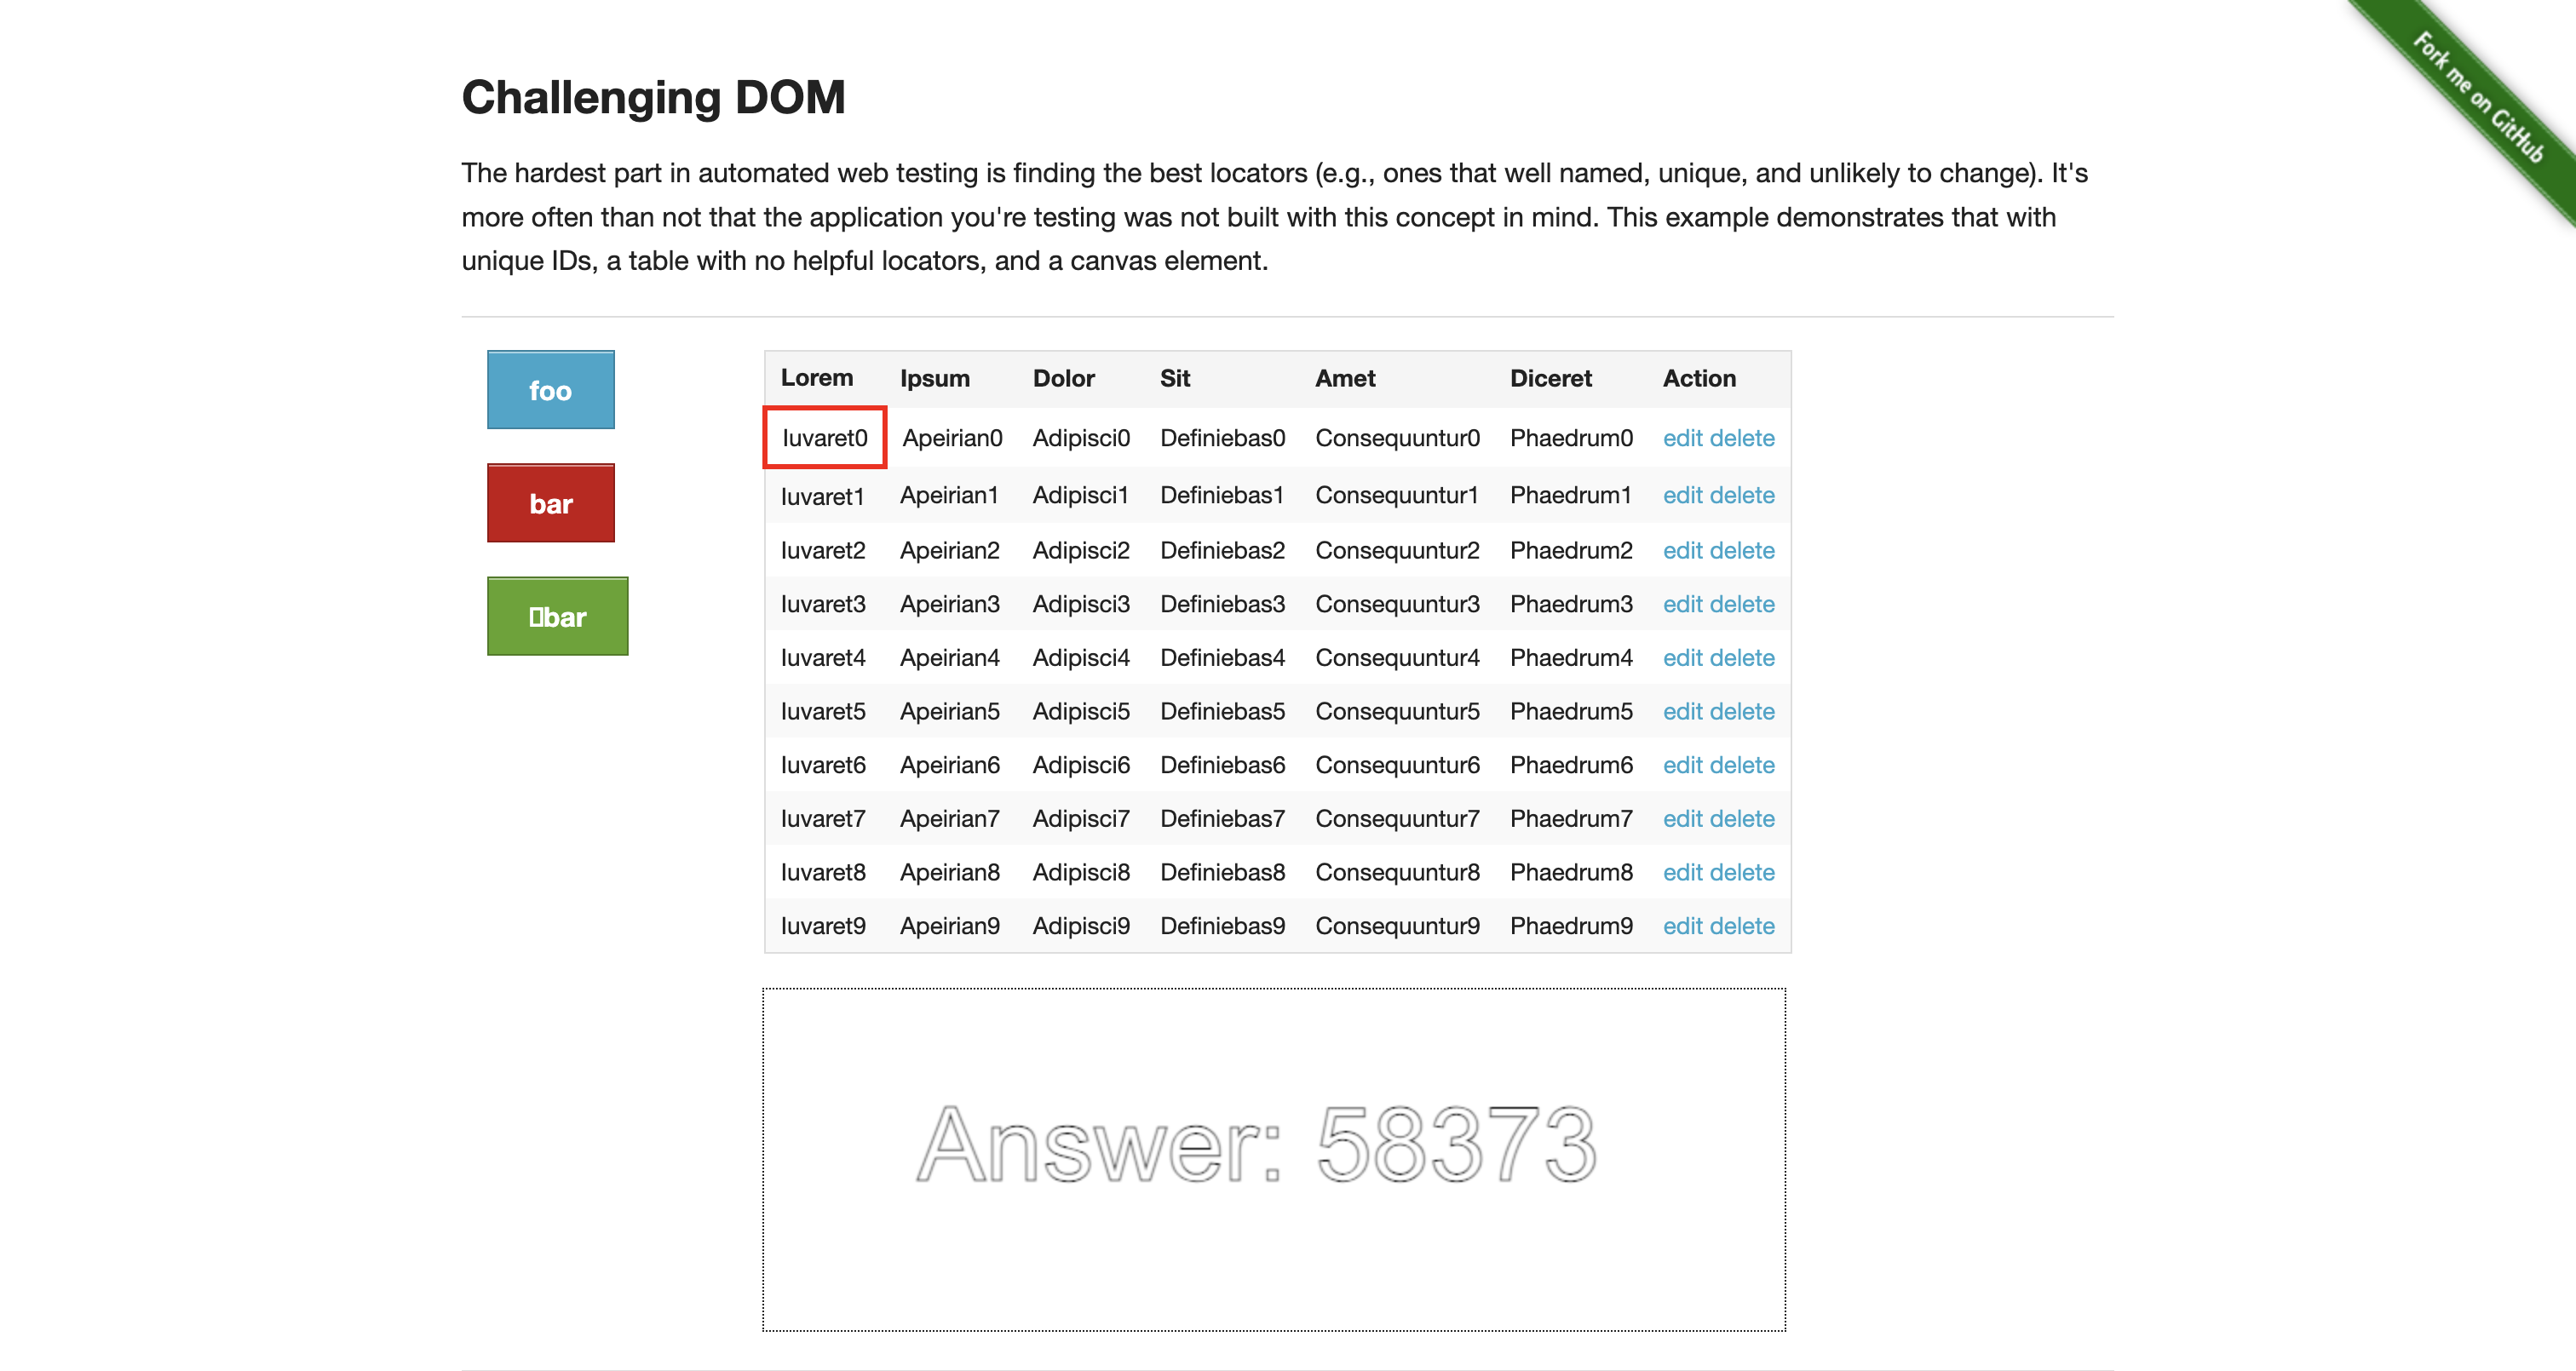 Fork me on GitHub
Challenging DOM
The hardest part in automated web testing is finding the best locators (e.g., ones that well named, unique, and unlikely to change). It's
more often than not that the application you're testing was not built with this concept in mind. This example demonstrates that with
unique IDs, a table with no helpful locators, and a canvas element.
foo
bar
bar
Lorem Ipsum Dolor Sit Amet Diceret Action
Iuvaret0 Apeirian0 Adipisci0 Definiebas0 Consequuntur0 Phaedrum0 edit delete
Iuvaret1 Apeirian1 Adipisci1 Definiebas1 Consequuntur1 Phaedrum1 edit delete
Iuvaret2 Apeirian2 Adipisci2 Definiebas2 Consequuntur2 Phaedrum2 edit delete
Iuvaret3 Apeirian3 Adipisci3 Definiebas3 Consequuntur3 Phaedrum3 edit delete
Iuvaret4 Apeirian4 Adipisci4 Definiebas4 Consequuntur4 Phaedrum4 edit delete
Iuvaret5 Apeirian5 Adipisci5 Definiebas5 Consequuntur5 Phaedrum5 edit delete
Iuvaret6 Apeirian6 Adipisci6 Definiebas6 Consequuntur6 Phaedrum6 edit delete
Iuvaret7 Apeirian7 Adipisci7 Definiebas7 Consequuntur7 Phaedrum7 edit delete
Iuvaret8 Apeirian8 Adipisci8 Definiebas8 Consequuntur8 Phaedrum8 edit delete
Iuvaret9 Apeirian9 Adipisci9 Definiebas9 Consequuntur9 Phaedrum9 edit delete
Answer: 58373